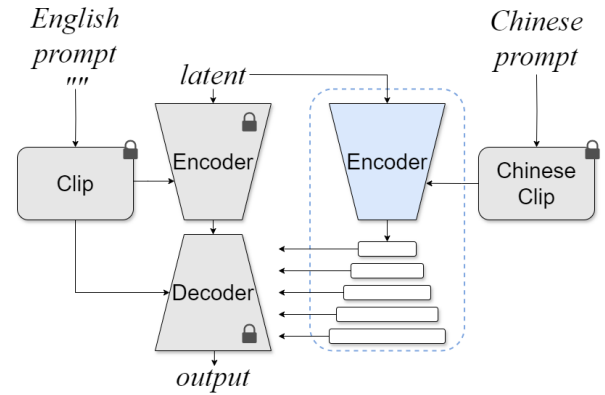 English
prompt
""
latent
Chinese
prompt
Clip
Encoder
Encoder
Chinese
Clip
Decoder
output